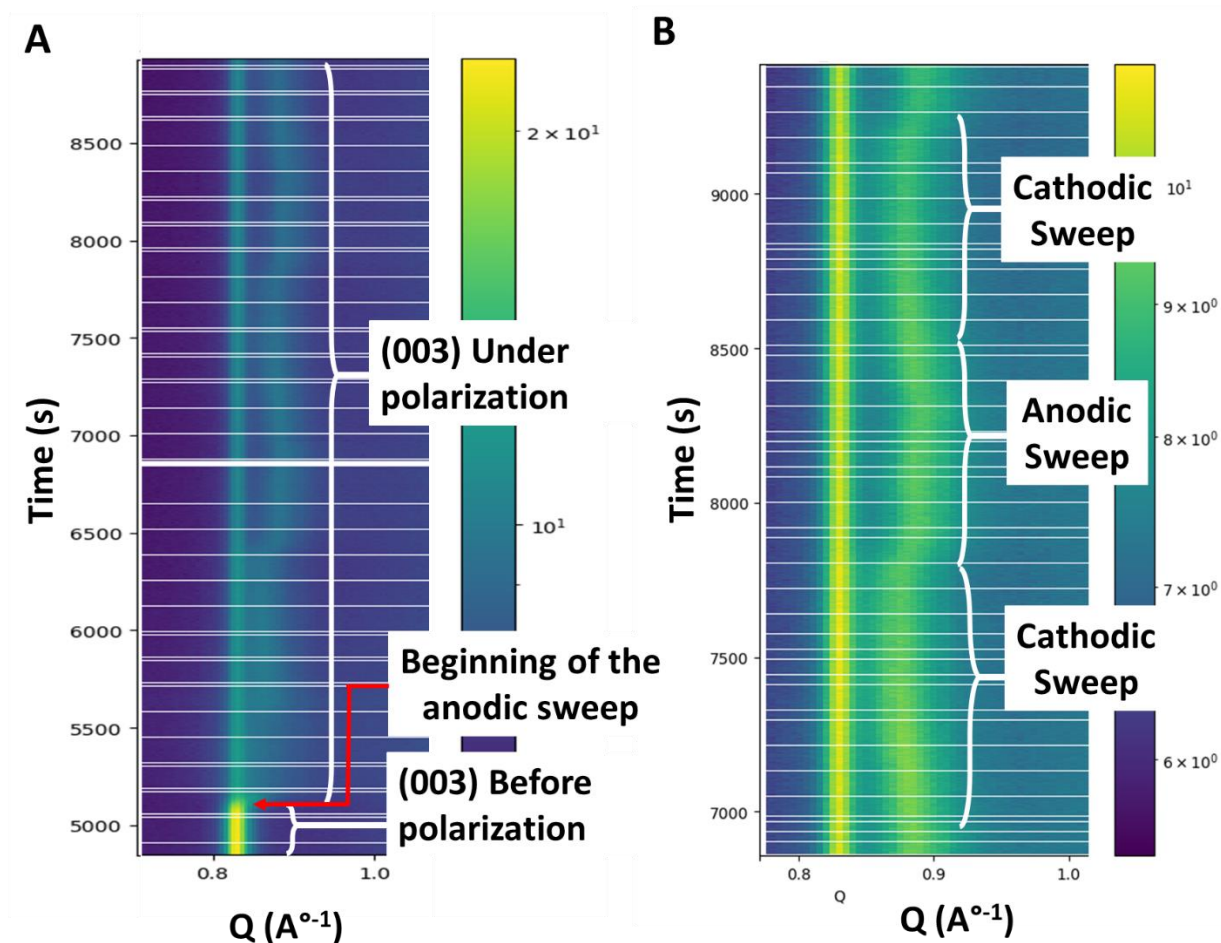 A
Time (s)
8500
8000
7500
7000
6500
6000
5500
5000
0.8
1.0
Q (A°⁻¹)
2 × 10¹
10¹
(003) Under
polarization
Beginning of the
anodic sweep
(003) Before
polarization
B
Time (s)
9000
8500
8000
7500
7000
0.8
0.9
1.0
Q
Q (A°⁻¹)
10¹
9 × 10⁰
8 × 10⁰
7 × 10⁰
6 × 10⁰
Cathodic
Sweep
Anodic
Sweep
Cathodic
Sweep